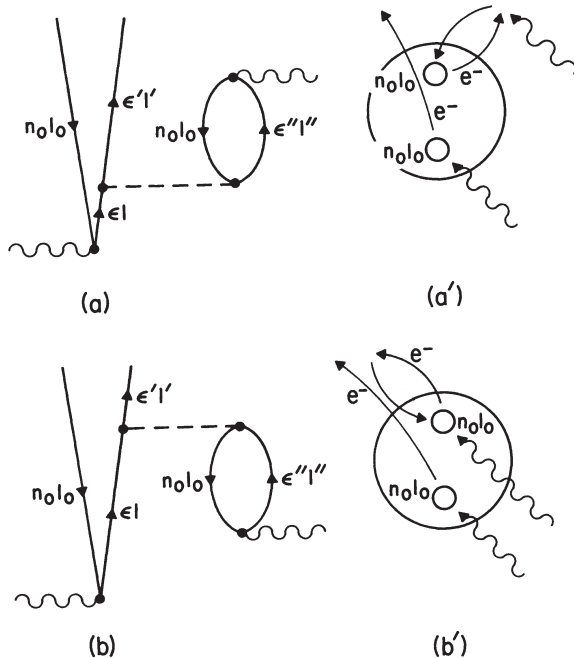 n₀l₀
ε'l'
εl
n₀l₀
ε''l''
(a)
n₀l₀
e⁻
e⁻
n₀l₀
(a')
n₀l₀
ε'l'
εl
n₀l₀
ε''l''
(b)
e⁻
e⁻
n₀l₀
n₀l₀
(b')